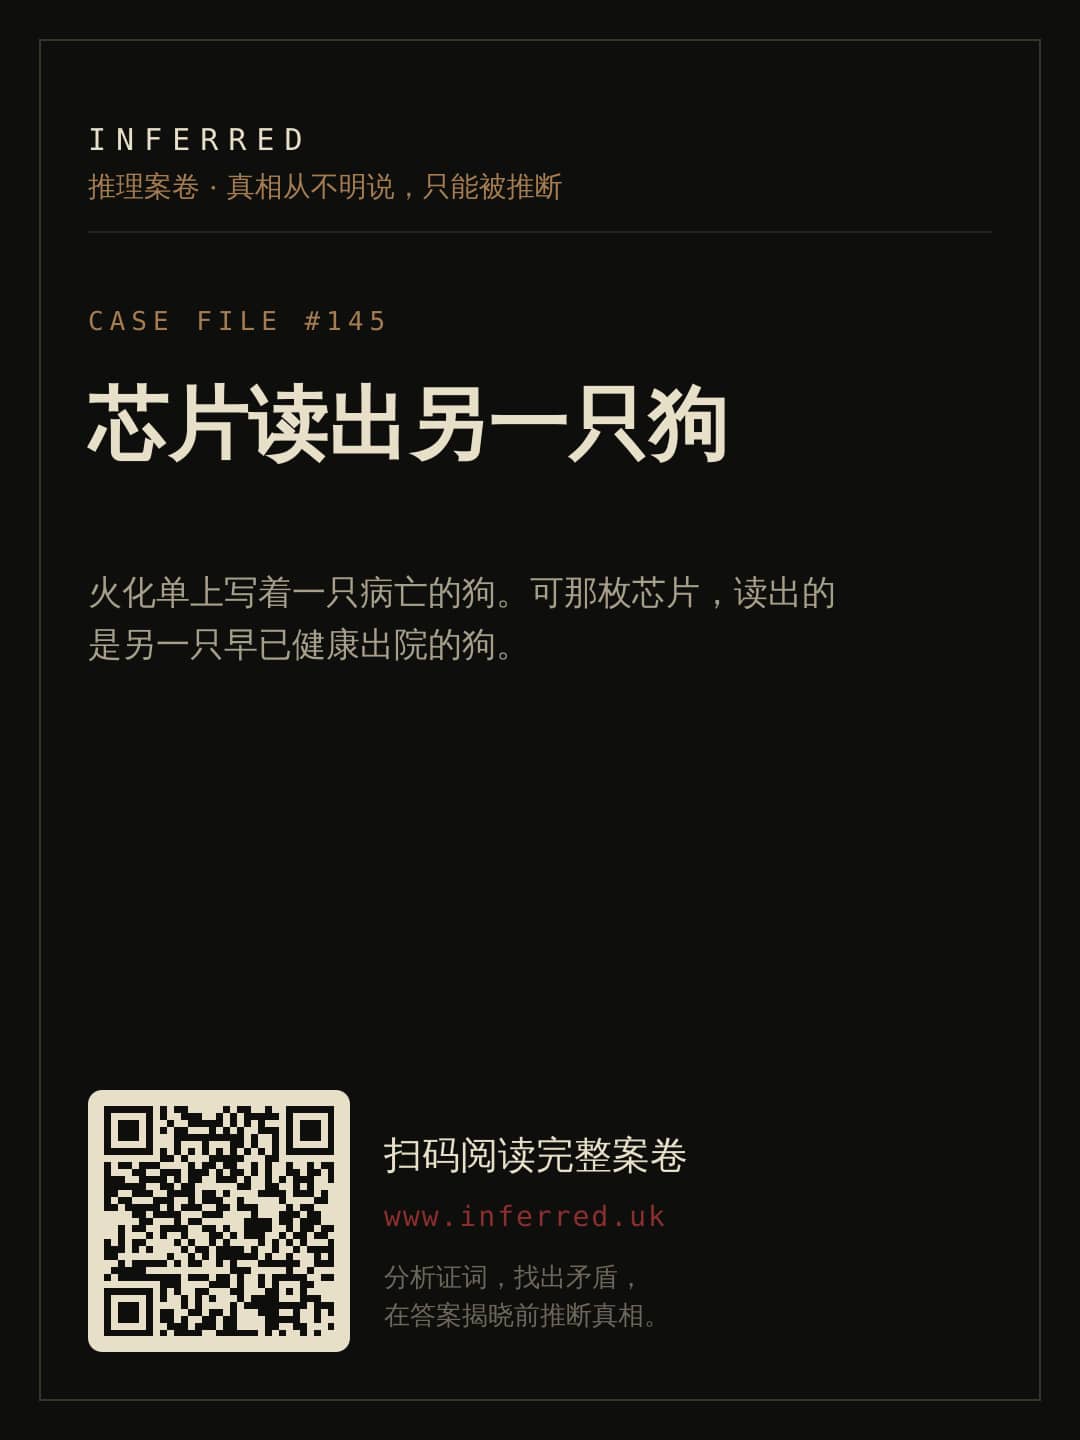 INFERRED
推理案卷 · 真相从不明说，只能被推断
CASE FILE #145
芯片读出另一只狗
火化单上写着一只病亡的狗。可那枚芯片，读出的
是另一只早已健康出院的狗。
扫码阅读完整案卷
www.inferred.uk
分析证词，找出矛盾，
在答案揭晓前推断真相。